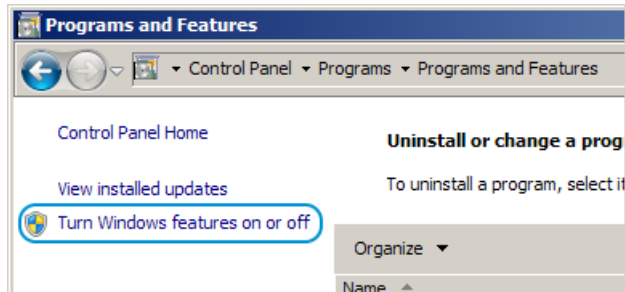 Programs and Features
Control Panel Programs Programs and Features
Control Panel Home
Uninstall or change a prog
View installed updates
To uninstall a program, select it
Turn Windows features on or off
Organize
Name